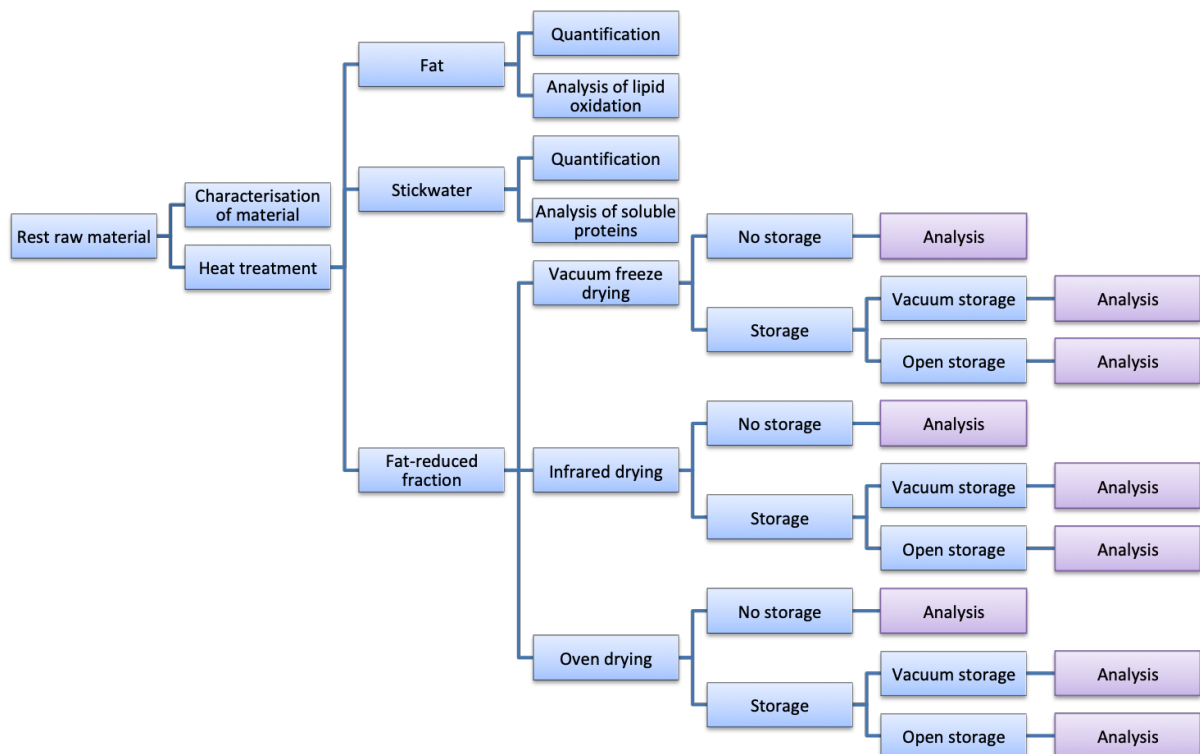 Rest raw material
Characterisation
of material
Heat treatment
Fat
Quantification
Analysis of lipid
oxidation
Stickwater
Quantification
Analysis of soluble
proteins
Fat-reduced
fraction
Vacuum freeze
drying
No storage
Analysis
Storage
Vacuum storage
Analysis
Open storage
Analysis
Infrared drying
No storage
Analysis
Storage
Vacuum storage
Analysis
Open storage
Analysis
Oven drying
No storage
Analysis
Storage
Vacuum storage
Analysis
Open storage
Analysis